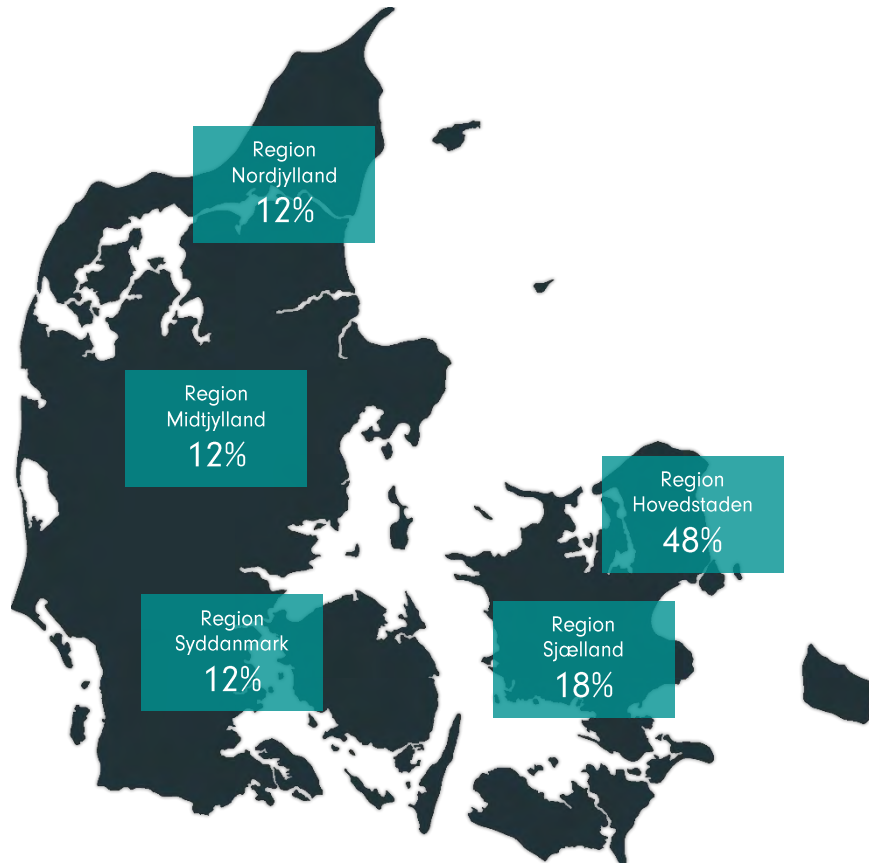 Region
Nordjylland
12%
Region
Midtjylland
12%
Region
Hovedstaden
48%
Region
Syddanmark
12%
Region
Sjælland
18%